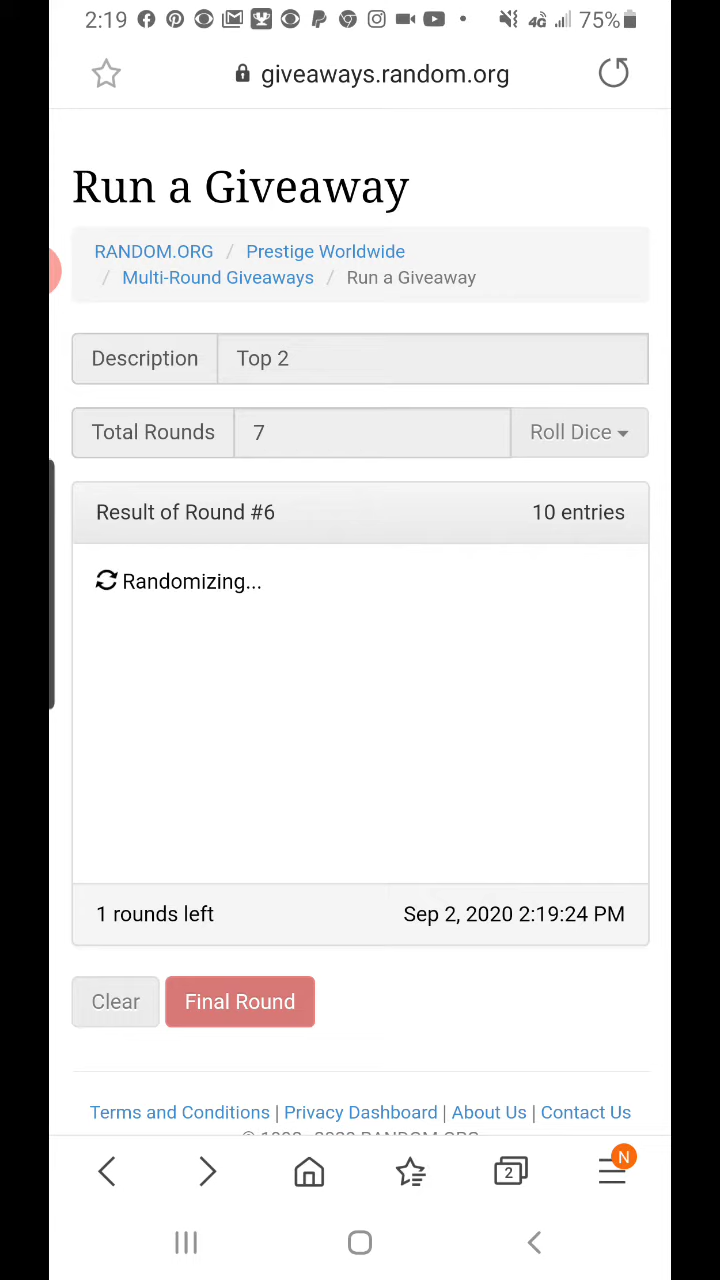 2:19 75%
giveaways.random.org
Run a Giveaway
RANDOM.ORG / Prestige Worldwide
/ Multi-Round Giveaways / Run a Giveaway
Description Top 2
Total Rounds 7 Roll Dice
Result of Round #6 10 entries
Randomizing...
1 rounds left Sep 2, 2020 2:19:24 PM
Clear Final Round
Terms and Conditions | Privacy Dashboard | About Us | Contact Us
2 N